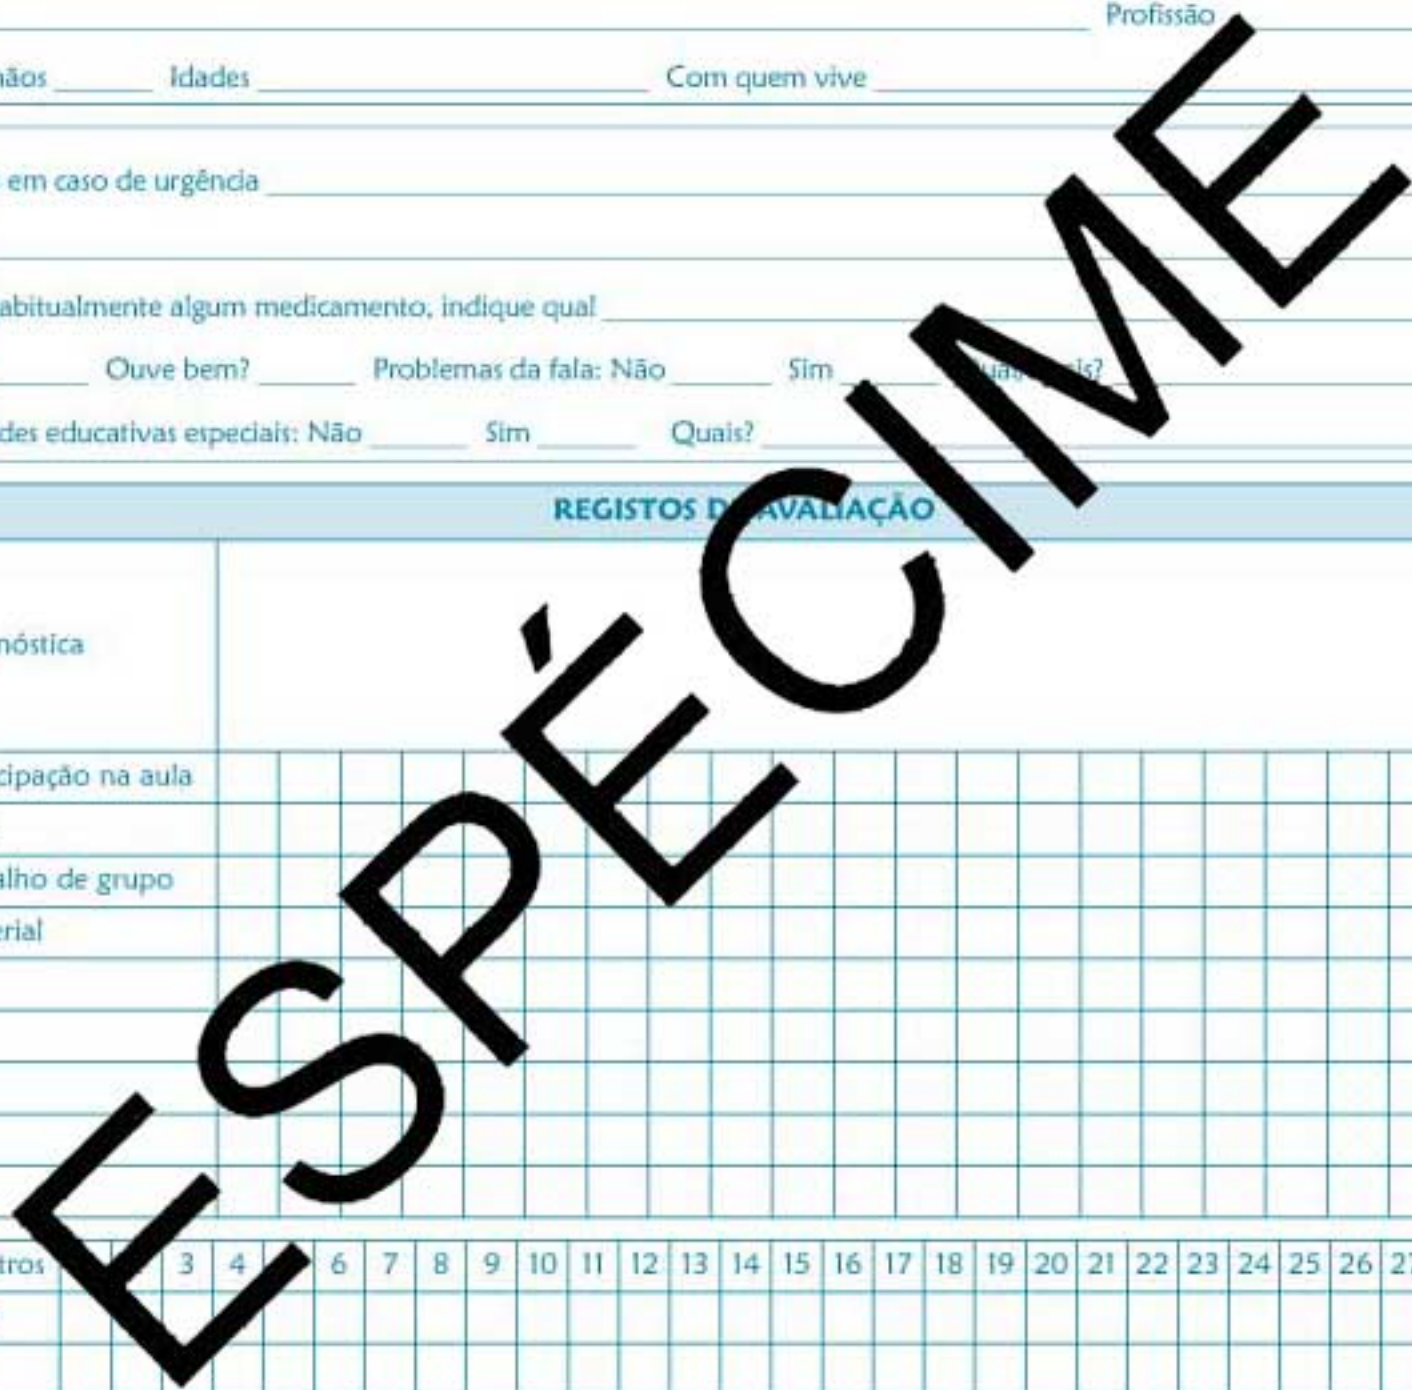 Profissão
ãos Idades Com quem vive
em caso de urgência
abitualmente algum medicamento, indique qual
Ouve bem? Problemas da fala: Não Sim
des educativas especiais: Não Sim Quais?
REGISTOS AVALIAÇÃO
nóstica
cipação na aula
alho de grupo
erial
tros 3 4 6 7 8 9 10 11 12 13 14 15 16 17 18 19 20 21 22 23 24 25 26
ESPÉCIME